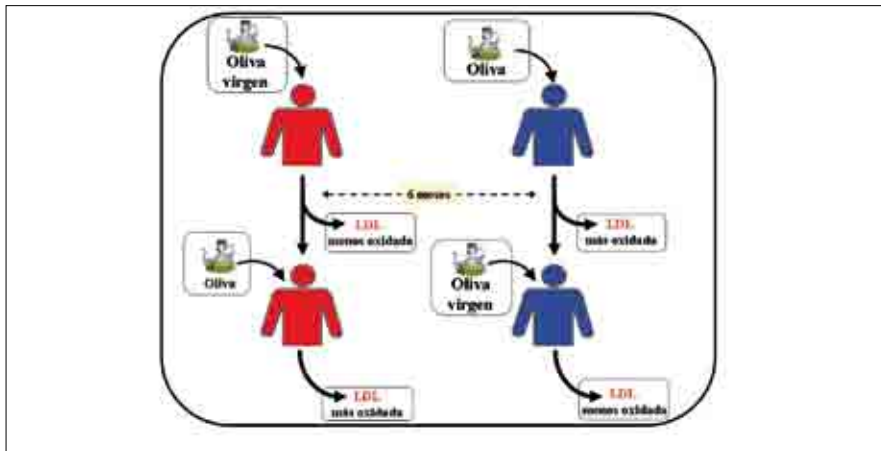 Oliva
virgen
Oliva
6 meses
LDL
menos oxidada
LDL
más oxidada
Oliva
Oliva
virgen
LDL
más oxidada
LDL
menos oxidada